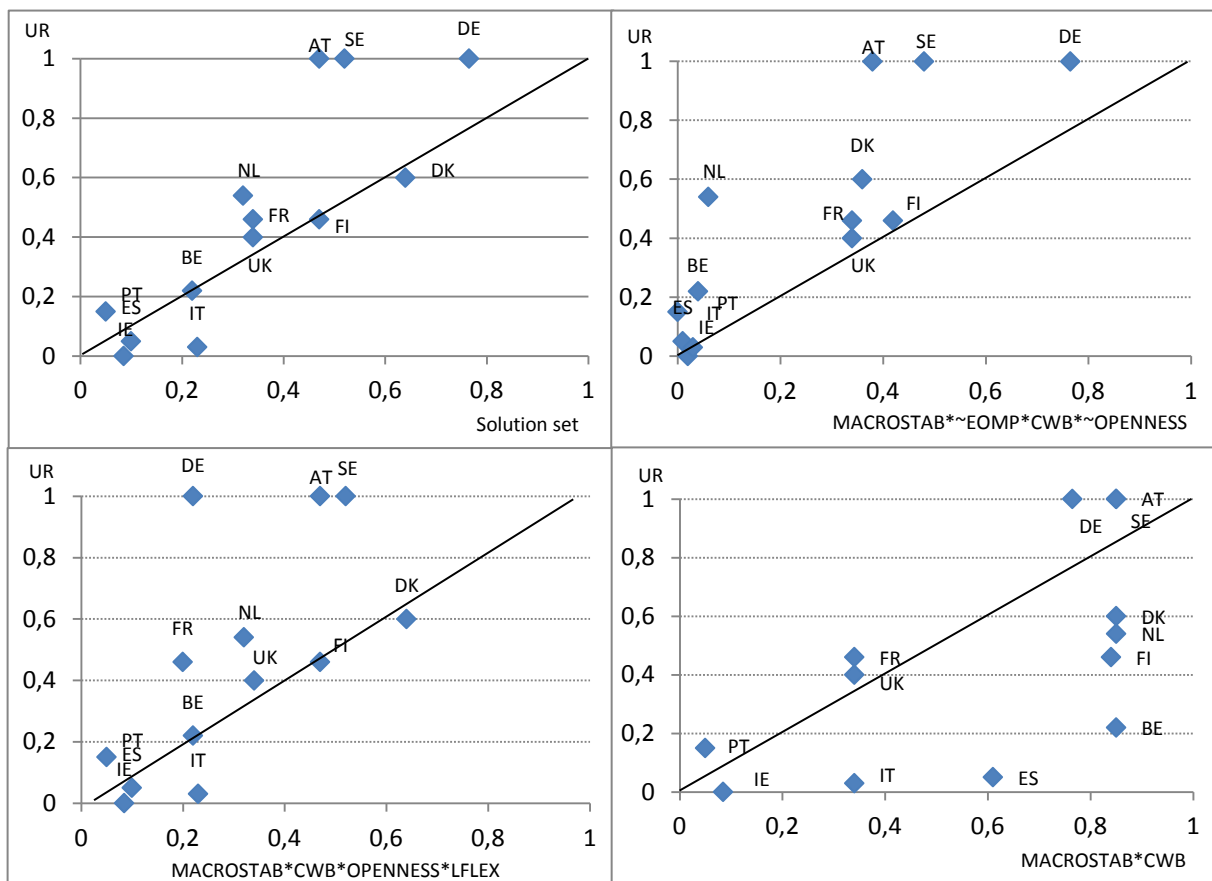 UR
AT SE DE
1
0,8
NL DK
0,6
FR FI
0,4
BE UK
0,2
PT
ES IT
IE
0
0 0,2 0,4 0,6 0,8 1
Solution set
UR
AT SE DE
1
0,8
DK
NL
0,6
FR FI
0,4
BE UK
0,2
ES PT
IT
IE
0
0 0,2 0,4 0,6 0,8 1
MACROSTAB*~EOMP*CWB*~OPENNESS
UR
DE AT SE
1
0,8
DK
NL
0,6
FR
UK FI
0,4
BE
0,2
PT
ES IT
IE
0
0 0,2 0,4 0,6 0,8 1
MACROSTAB*CWB*OPENNESS*LFLEX
UR
1 AT
DE SE
0,8
0,6 DK
NL
FR FI
0,4
UK
BE
0,2
PT
IE IT ES
0
0 0,2 0,4 0,6 0,8 1
MACROSTAB*CWB